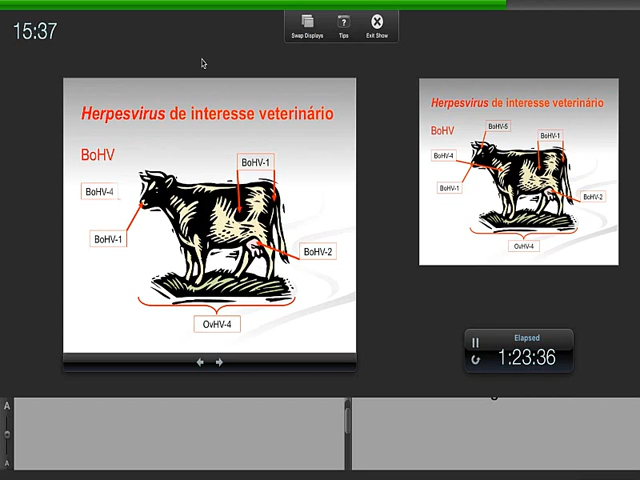 15:37
Swap Displays
Tips
Exit Show
Herpesvirus de interesse veterinário
BoHV
BoHV-1
BoHV-4
BoHV-1
BoHV-2
OvHV-4
Herpesvirus de interesse veterinário
BoHV
BoHV-5
BoHV-1
BoHV-4
BoHV-1
BoHV-2
OvHV-4
Elapsed
1:23:36
A
A